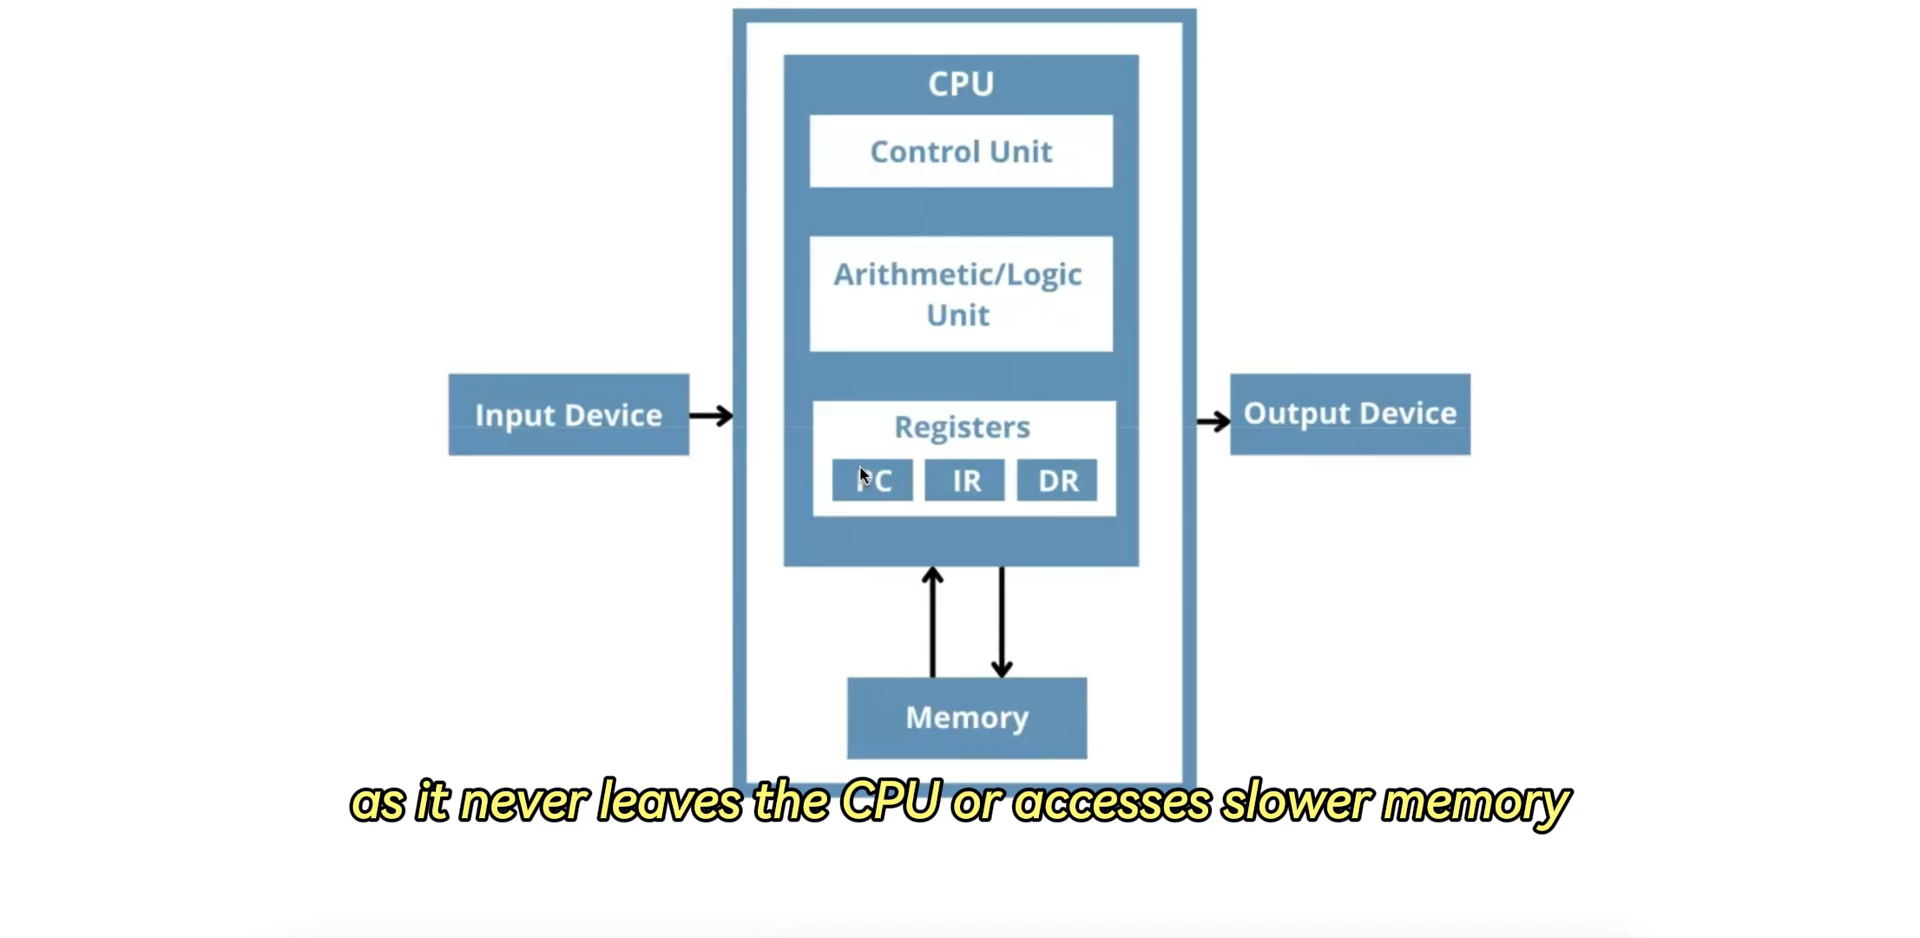 CPU
Control Unit
Arithmetic/Logic
Unit
Input Device
Output Device
Registers
PC
IR
DR
Memory
as it never leaves the CPU or accesses slower memory